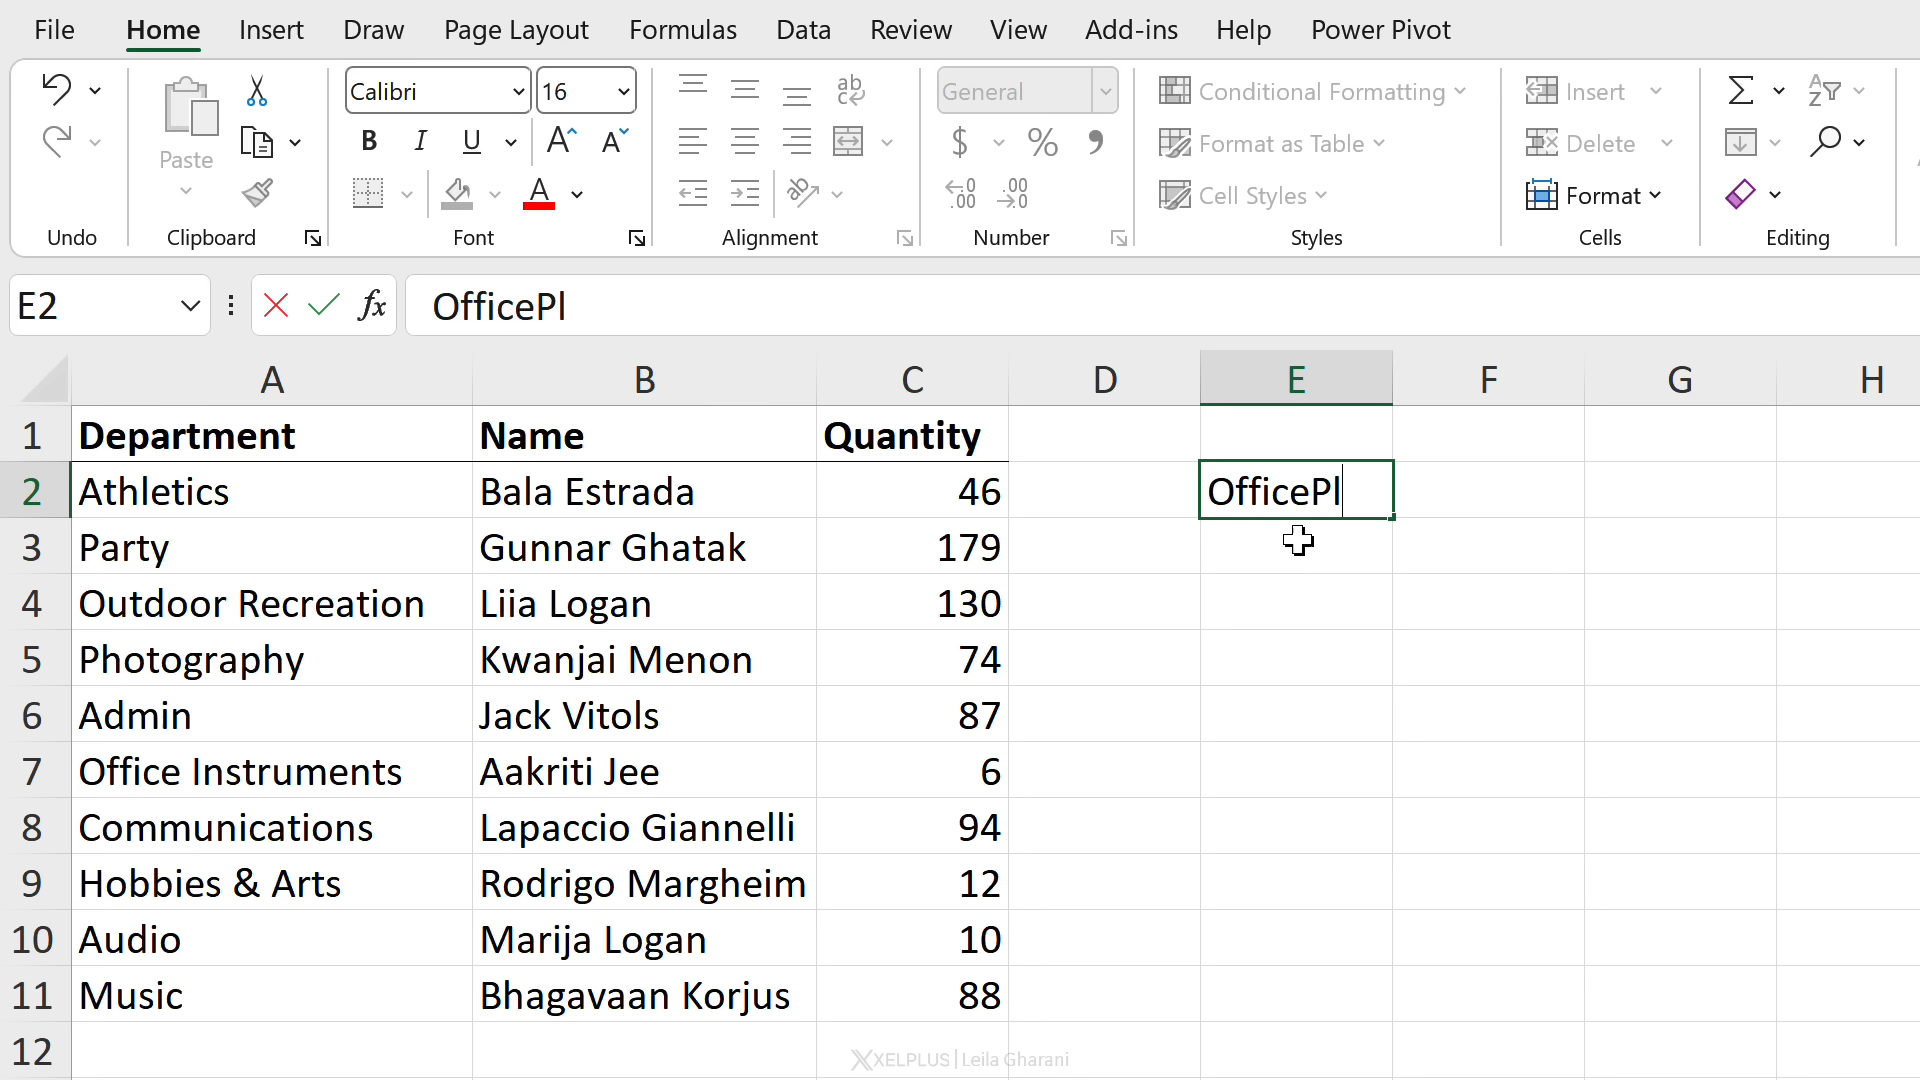 File Home Insert Draw Page Layout Formulas Data Review View Add-ins Help Power Pivot
Calibri 16 ab General Conditional Formatting Insert Σ A
Paste B I U A A c $ % Format as Table Delete Z
A ab .00 .00 Cell Styles Format
Undo Clipboard Font Alignment Number Styles Cells Editing
E2 fx OfficePl
A B C D E F G H
1 Department Name Quantity
2 Athletics Bala Estrada 46 OfficePl
3 Party Gunnar Ghatak 179
4 Outdoor Recreation Liia Logan 130
5 Photography Kwanjai Menon 74
6 Admin Jack Vitols 87
7 Office Instruments Aakriti Jee 6
8 Communications Lapaccio Giannelli 94
9 Hobbies & Arts Rodrigo Margheim 12
10 Audio Marija Logan 10
11 Music Bhagavaan Korjus 88
12
XELPLUS | Leila Gharani